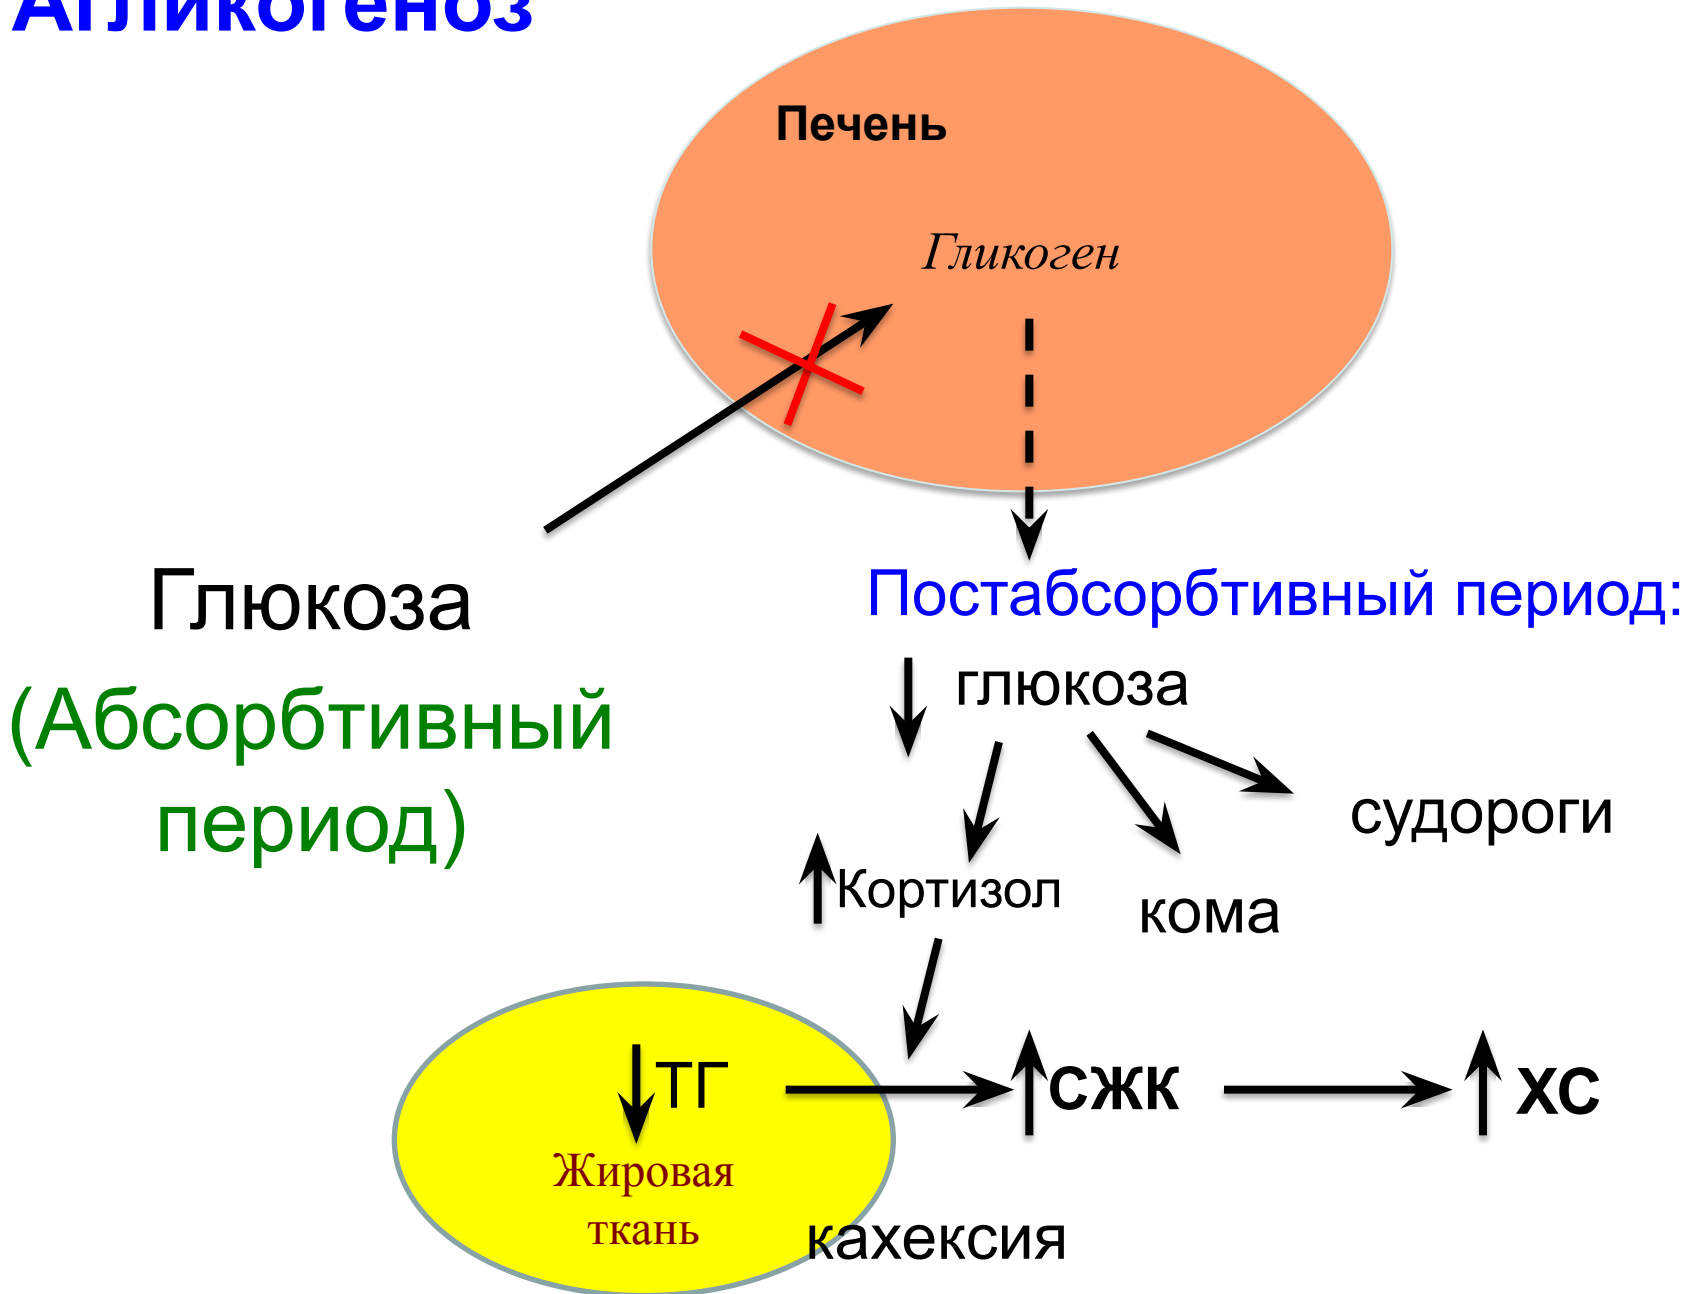 Агликогеноз
Печень
Гликоген
Глюкоза
(Абсорбтивный
период)
Постабсорбтивный период:
глюкоза
судороги
Кортизол
кома
ТГ
СЖК
ХС
Жировая
ткань
кахексия